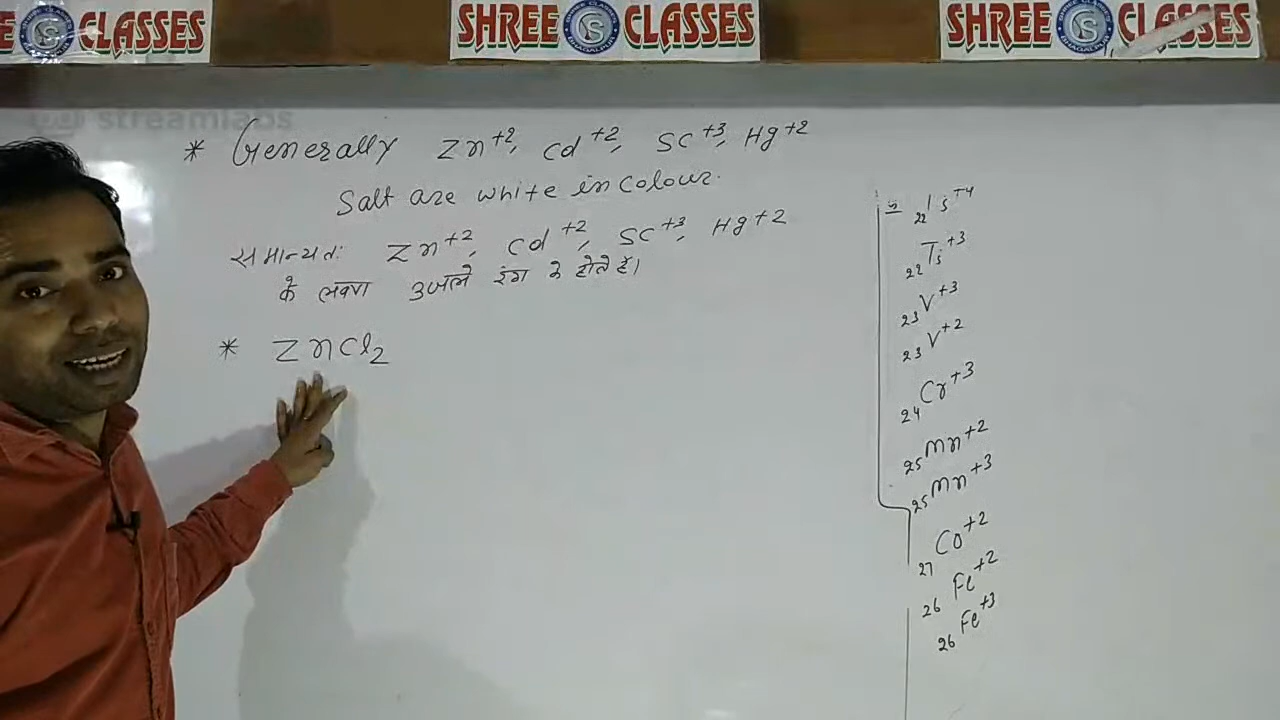 SHREE CLASSES
SHREE CLASSES
CLASSES
streamlabs
* Generally Zn+2, Cd+2, Sc+3, Hg+2
Salt are white in colour.
समान्यतः Zn+2, Cd+2, Sc+3, Hg+2
के लवण उजले रंग के होते हैं।
* ZnCl2
22Ti+4
22Ti+3
23V+3
23V+2
24Cr+3
25Mn+2
25Mn+3
27Co+2
26Fe+2
26Fe+3